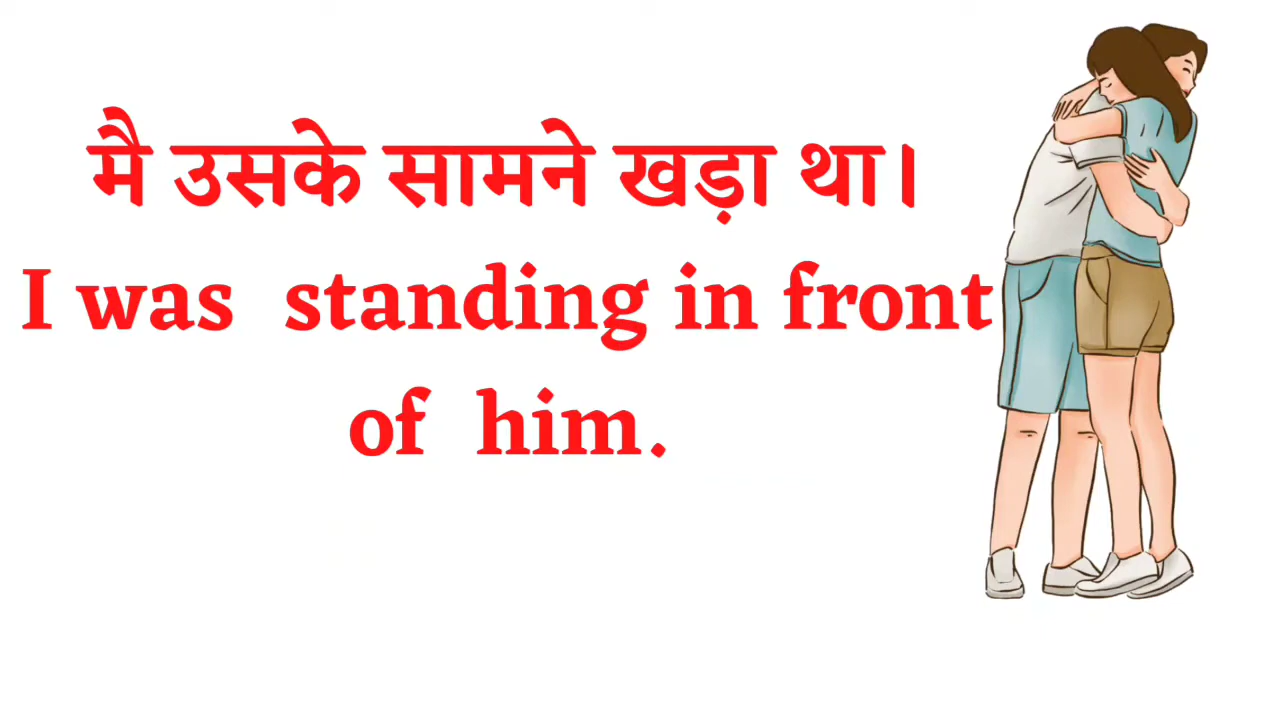 मै उसके सामने खड़ा था।
I was standing in front
of him.